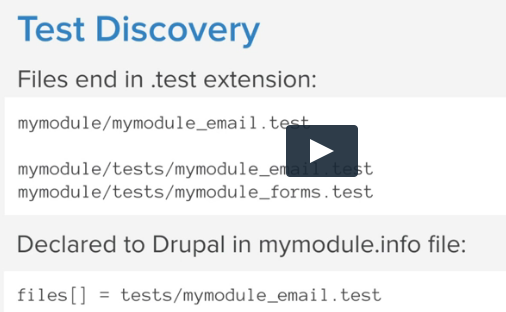 Test Discovery
Files end in .test extension:
mymodule/mymodule_email.test
mymodule/tests/mymodule_email.test
mymodule/tests/mymodule_forms.test
Declared to Drupal in mymodule.info file:
files[] = tests/mymodule_email.test